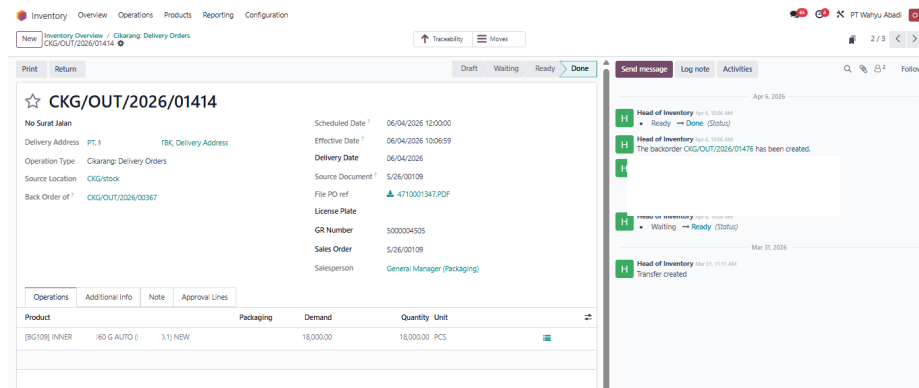 Inventory Overview Operations Products Reporting Configuration
PT Wahyu Abadi
New Inventory Overview / Cikarang: Delivery Orders
CKG/OUT/2026/01414
Traceability Moves
2 / 3
Print Return Draft Waiting Ready Done
Send message Log note Activities
2
Follow
CKG/OUT/2026/01414
No Surat Jalan
Delivery Address PT. TBK, Delivery Address
Operation Type Cikarang: Delivery Orders
Source Location CKG/stock
Back Order of ? CKG/OUT/2026/00367
Scheduled Date ? 06/04/2026 12:00:00
Effective Date ? 06/04/2026 10:06:59
Delivery Date 06/04/2026
Source Document ? S/26/00109
File PO ref 4710001347.PDF
License Plate
GR Number 5000004505
Sales Order S/26/00109
Salesperson General Manager (Packaging)
Operations Additional Info Note Approval Lines
Product Packaging Demand Quantity Unit
[BG109] INNER 60 G AUTO ( .1) NEW 18,000.00 18,000.00 PCS
Apr 6, 2026
H Head of Inventory Apr 6, 10:06 AM
Ready → Done (Status)
H Head of Inventory Apr 6, 10:06 AM
The backorder CKG/OUT/2026/01476 has been created.
H
H Head of Inventory Apr 6, 10:06 AM
Waiting → Ready (Status)
Mar 31, 2026
H Head of Inventory Mar 31, 11:11 AM
Transfer created